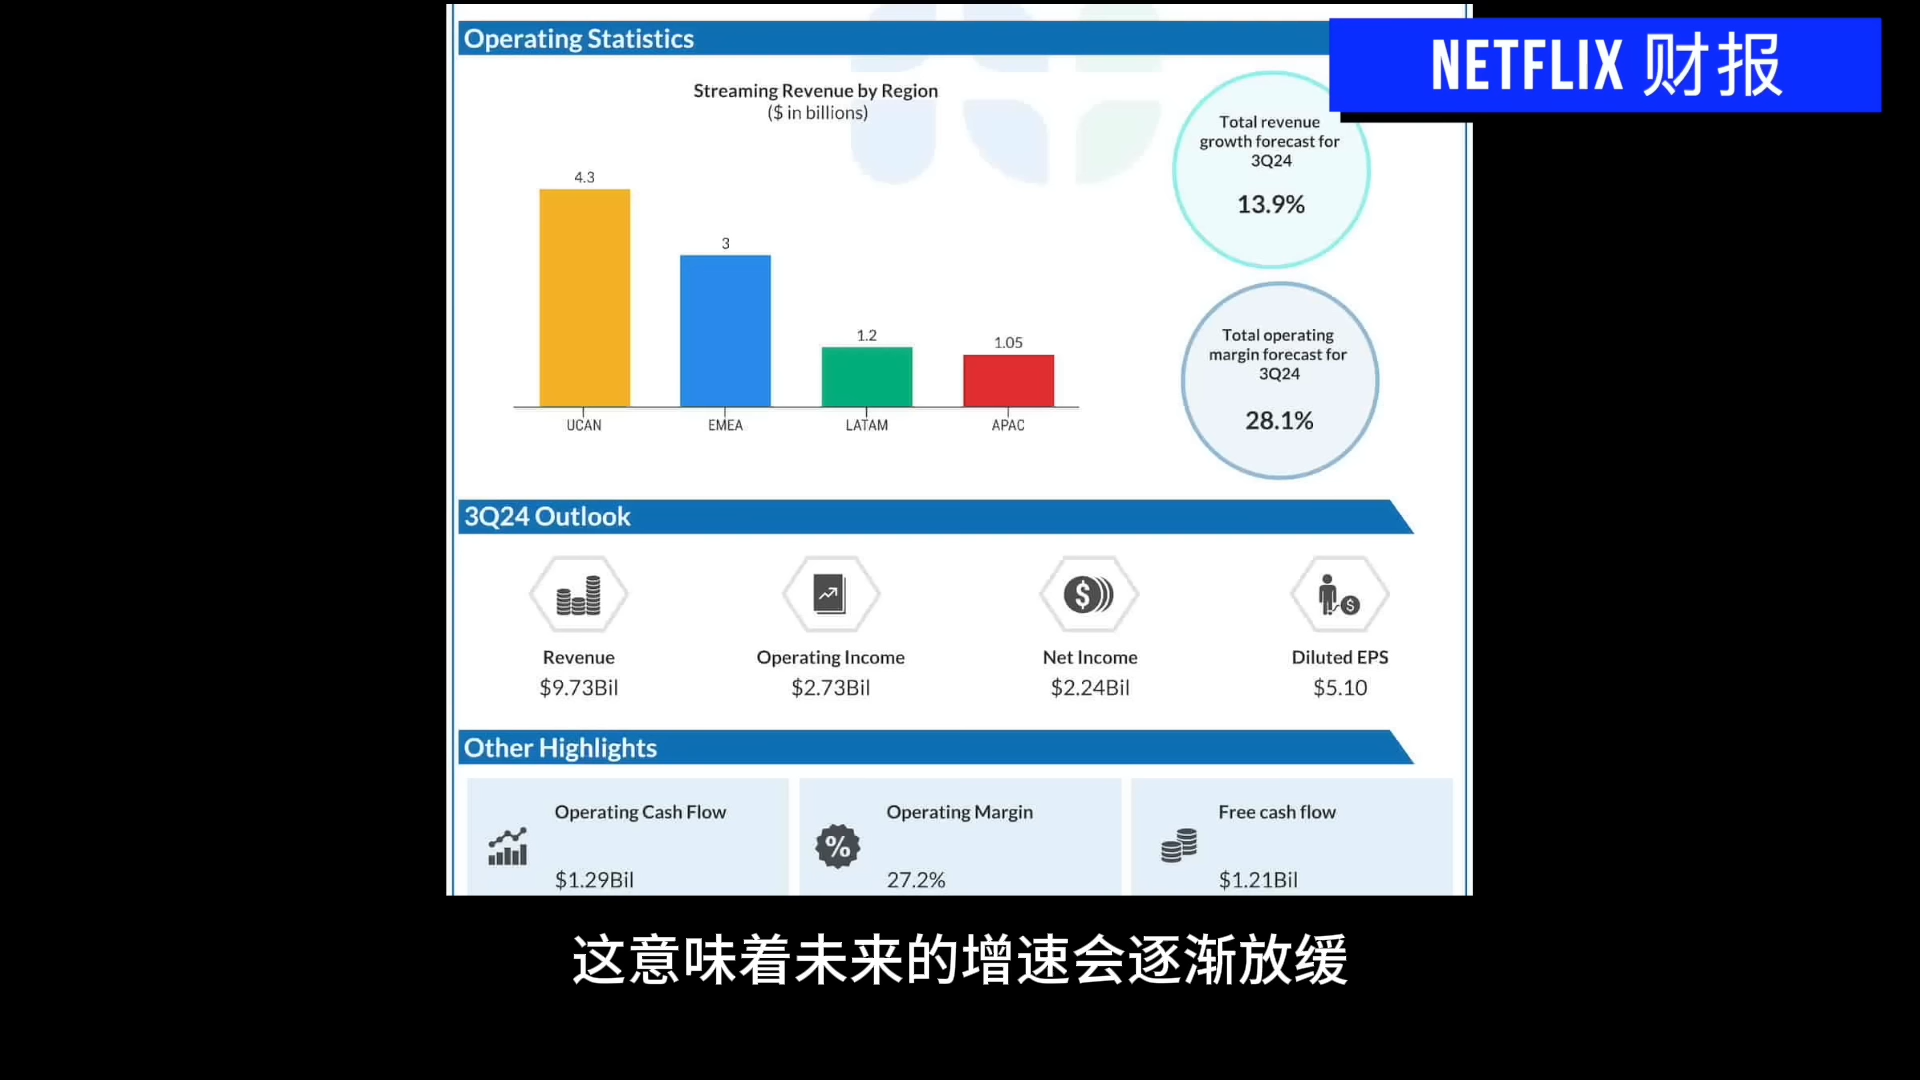 Operating Statistics
NETFLIX 财报
Streaming Revenue by Region
($ in billions)
4.3
3
1.2
1.05
UCAN
EMEA
LATAM
APAC
Total revenue
growth forecast for
3Q24
13.9%
Total operating
margin forecast for
3Q24
28.1%
3Q24 Outlook
Revenue
$9.73Bil
Operating Income
$2.73Bil
Net Income
$2.24Bil
Diluted EPS
$5.10
Other Highlights
Operating Cash Flow
$1.29Bil
Operating Margin
27.2%
Free cash flow
$1.21Bil
这意味着未来的增速会逐渐放缓